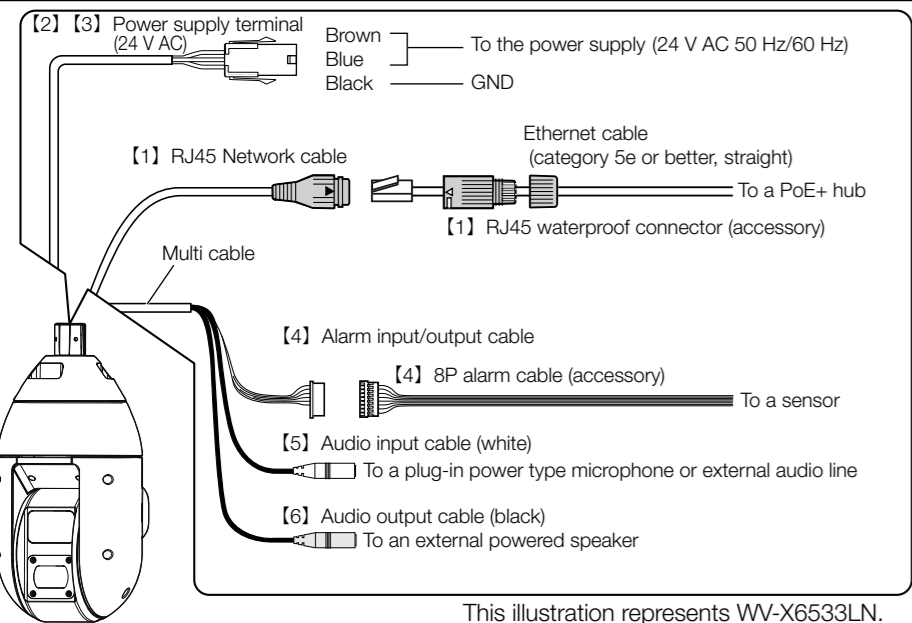 【2】【3】 Power supply terminal
(24 V AC)
Brown
Blue
To the power supply (24 V AC 50 Hz/60 Hz)
Black
GND
【1】 RJ45 Network cable
Ethernet cable
(category 5e or better, straight)
To a PoE+ hub
【1】 RJ45 waterproof connector (accessory)
Multi cable
【4】 Alarm input/output cable
【4】 8P alarm cable (accessory)
To a sensor
【5】 Audio input cable (white)
To a plug-in power type microphone or external audio line
【6】 Audio output cable (black)
To an external powered speaker
This illustration represents WV-X6533LN.